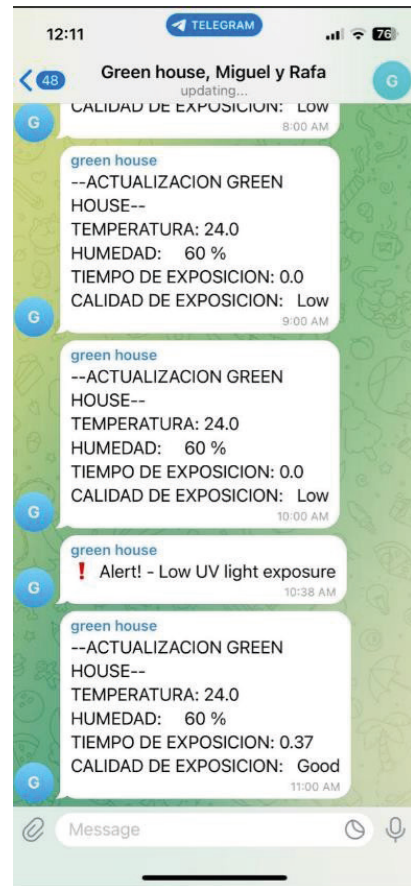 12:11
TELEGRAM
76
48
Green house, Miguel y Rafa
updating...
G
CALIDAD DE EXPOSICION: Low
8:00 AM
G
green house
--ACTUALIZACION GREEN
HOUSE--
TEMPERATURA: 24.0
HUMEDAD: 60 %
TIEMPO DE EXPOSICION: 0.0
CALIDAD DE EXPOSICION: Low
9:00 AM
G
green house
--ACTUALIZACION GREEN
HOUSE--
TEMPERATURA: 24.0
HUMEDAD: 60 %
TIEMPO DE EXPOSICION: 0.0
CALIDAD DE EXPOSICION: Low
10:00 AM
G
green house
❗ Alert! - Low UV light exposure
10:38 AM
G
green house
--ACTUALIZACION GREEN
HOUSE--
TEMPERATURA: 24.0
HUMEDAD: 60 %
TIEMPO DE EXPOSICION: 0.37
CALIDAD DE EXPOSICION: Good
11:00 AM
G
Message